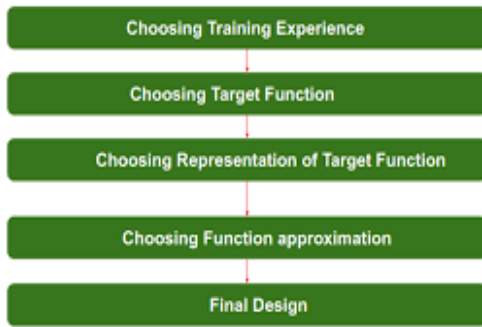 Choosing Training Experience
Choosing Target Function
Choosing Representation of Target Function
Choosing Function approximation
Final Design